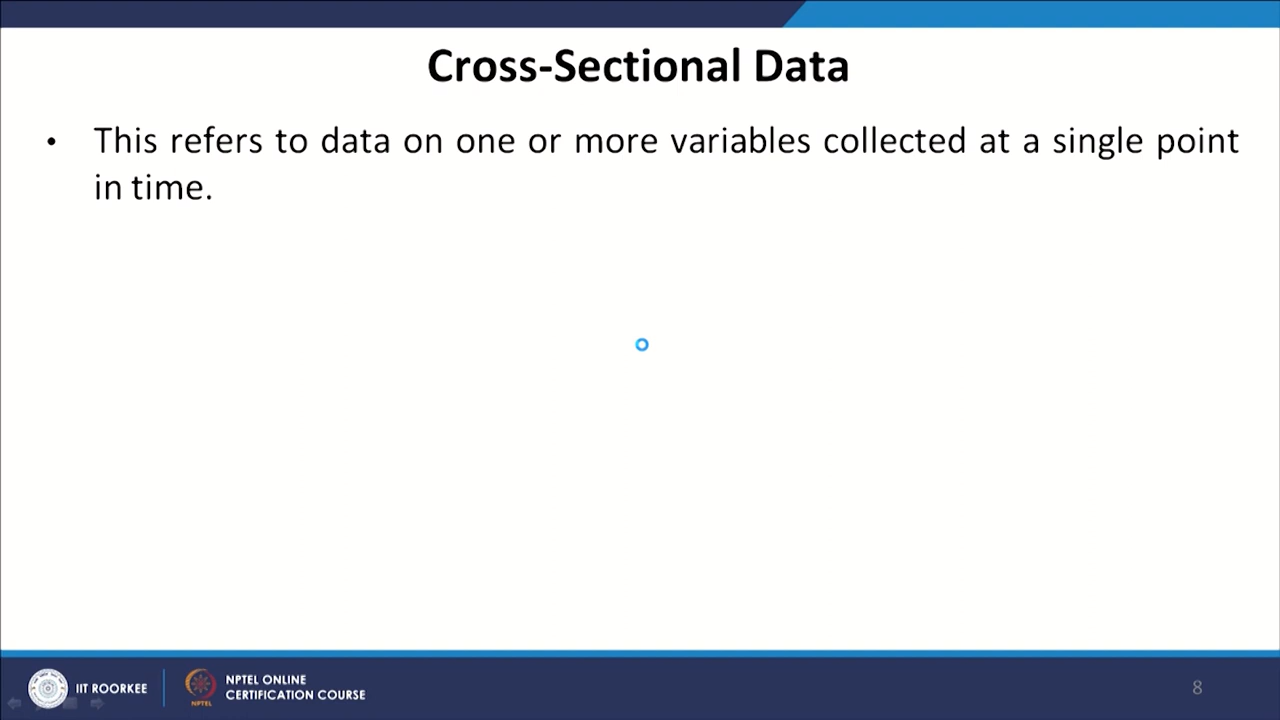 Cross-Sectional Data
• This refers to data on one or more variables collected at a single point
in time.
IIT ROORKEE
NPTEL ONLINE
CERTIFICATION COURSE
NPTEL
8